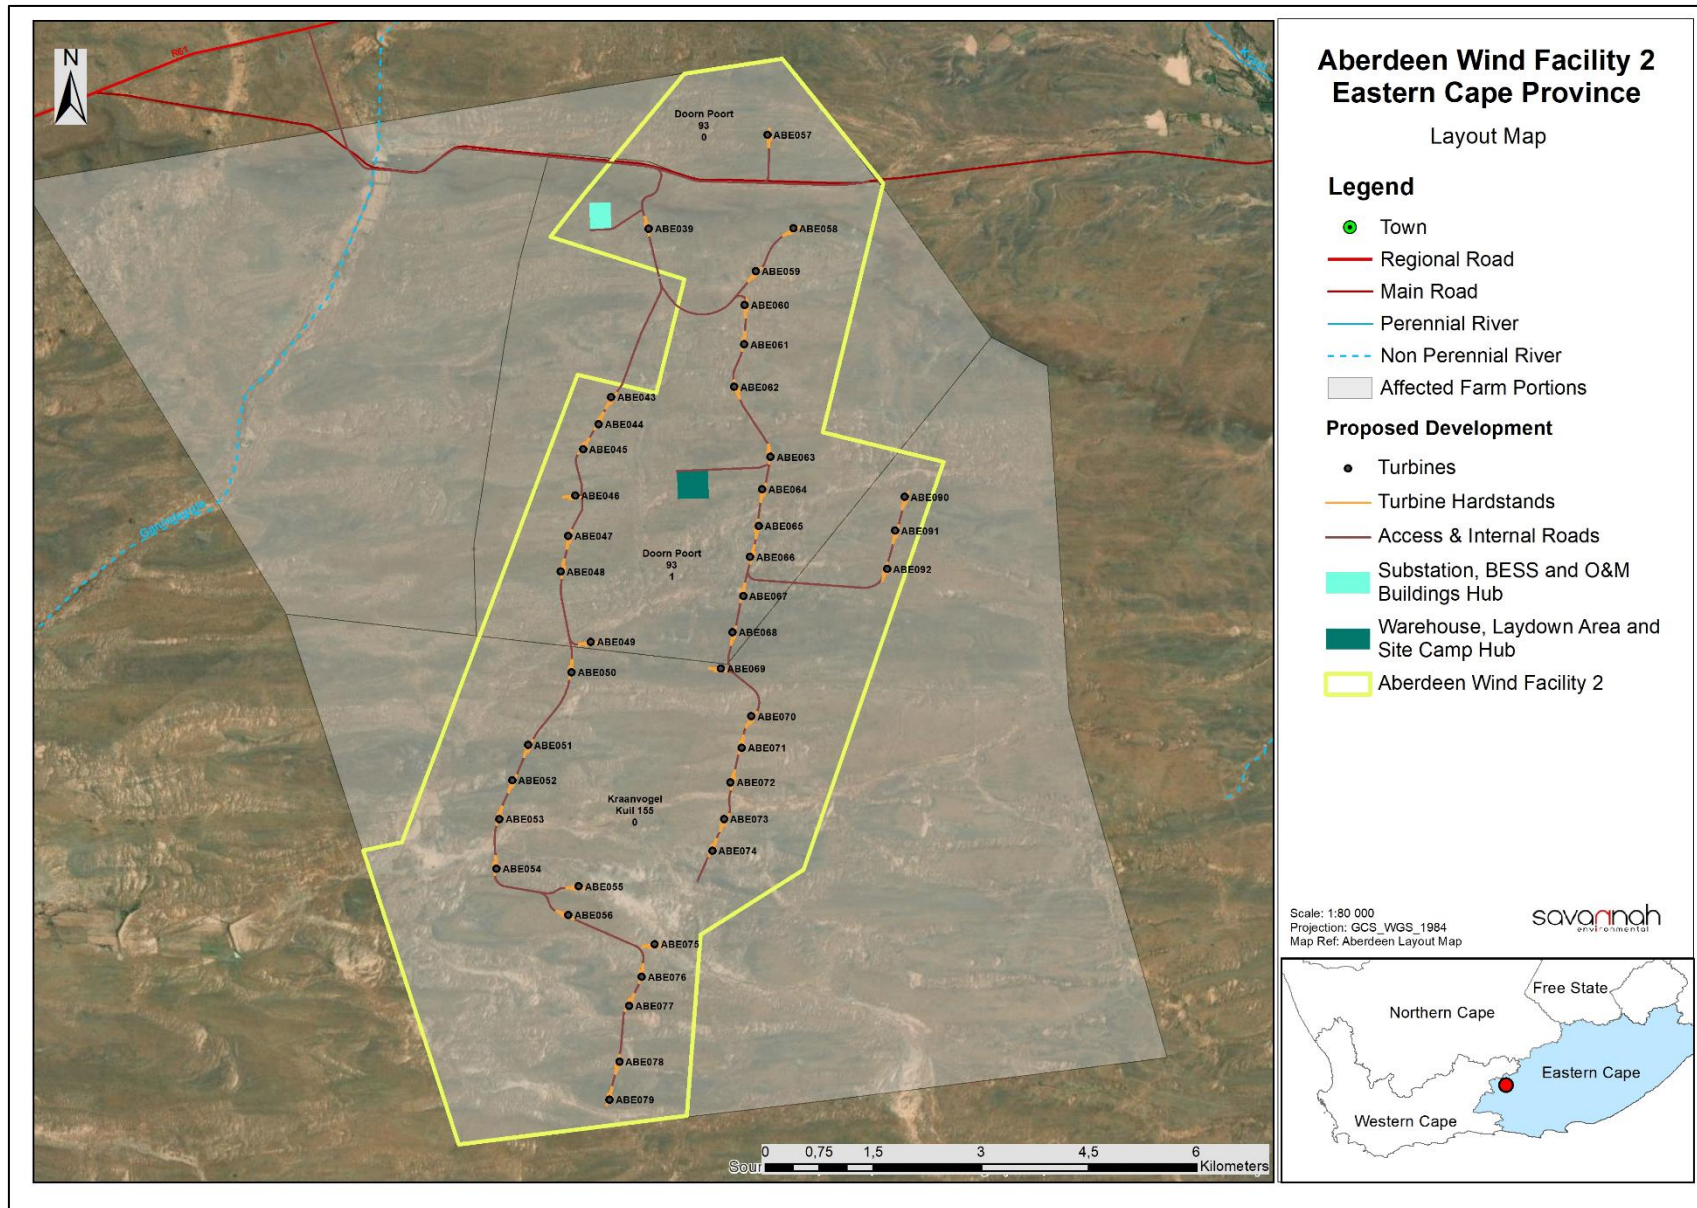 N
R61
Doorn Poort
93
0
ABE057
ABE039
ABE058
ABE059
ABE060
ABE061
ABE062
ABE043
ABE044
ABE045
ABE063
ABE046
ABE064
ABE090
ABE065
ABE091
ABE047
Doorn Poort
93
1
ABE066
ABE048
ABE092
ABE067
ABE068
ABE049
ABE069
ABE050
ABE070
ABE051
ABE071
ABE052
ABE072
Kraanvogel
Kuil 155
0
ABE053
ABE073
ABE074
ABE054
ABE055
ABE056
ABE075
ABE076
ABE077
ABE078
ABE079
0 0,75 1,5 3 4,5 6
Kilometers
Aberdeen Wind Facility 2
Eastern Cape Province
Layout Map
Legend
Town
Regional Road
Main Road
Perennial River
Non Perennial River
Affected Farm Portions
Proposed Development
Turbines
Turbine Hardstands
Access & Internal Roads
Substation, BESS and O&M
Buildings Hub
Warehouse, Laydown Area and
Site Camp Hub
Aberdeen Wind Facility 2
Scale: 1:80 000
Projection: GCS_WGS_1984
Map Ref: Aberdeen Layout Map
savannah
environmental
Free State
Northern Cape
Eastern Cape
Western Cape